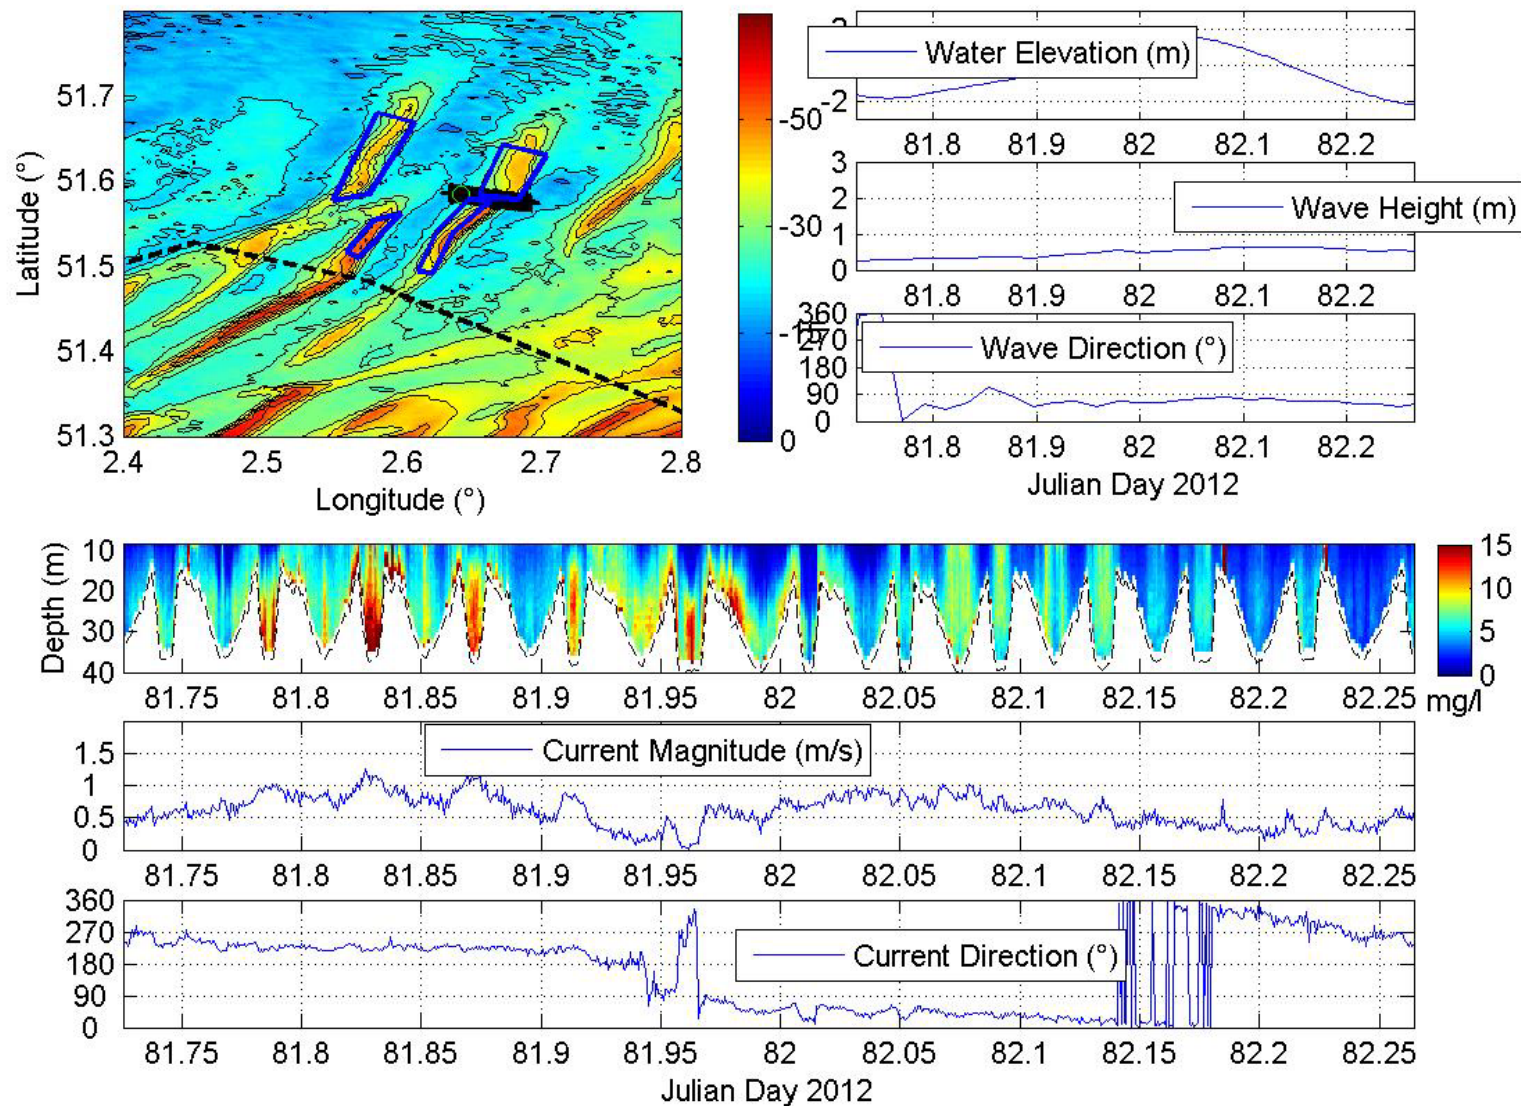 51.7
51.6
51.5
51.4
51.3
Latitude (°)
2.4 2.5 2.6 2.7 2.8
Longitude (°)
-50
-30
0
Water Elevation (m)
-2
81.8 81.9 82 82.1 82.2
3
2
1
0
Wave Height (m)
81.8 81.9 82 82.1 82.2
360
270
180
90
0
Wave Direction (°)
81.8 81.9 82 82.1 82.2
Julian Day 2012
Depth (m)
10
20
30
40
81.75 81.8 81.85 81.9 81.95 82 82.05 82.1 82.15 82.2 82.25
15
10
5
0
mg/l
Current Magnitude (m/s)
1.5
1
0.5
0
81.75 81.8 81.85 81.9 81.95 82 82.05 82.1 82.15 82.2 82.25
360
270
180
90
0
Current Direction (°)
81.75 81.8 81.85 81.9 81.95 82 82.05 82.1 82.15 82.2 82.25
Julian Day 2012